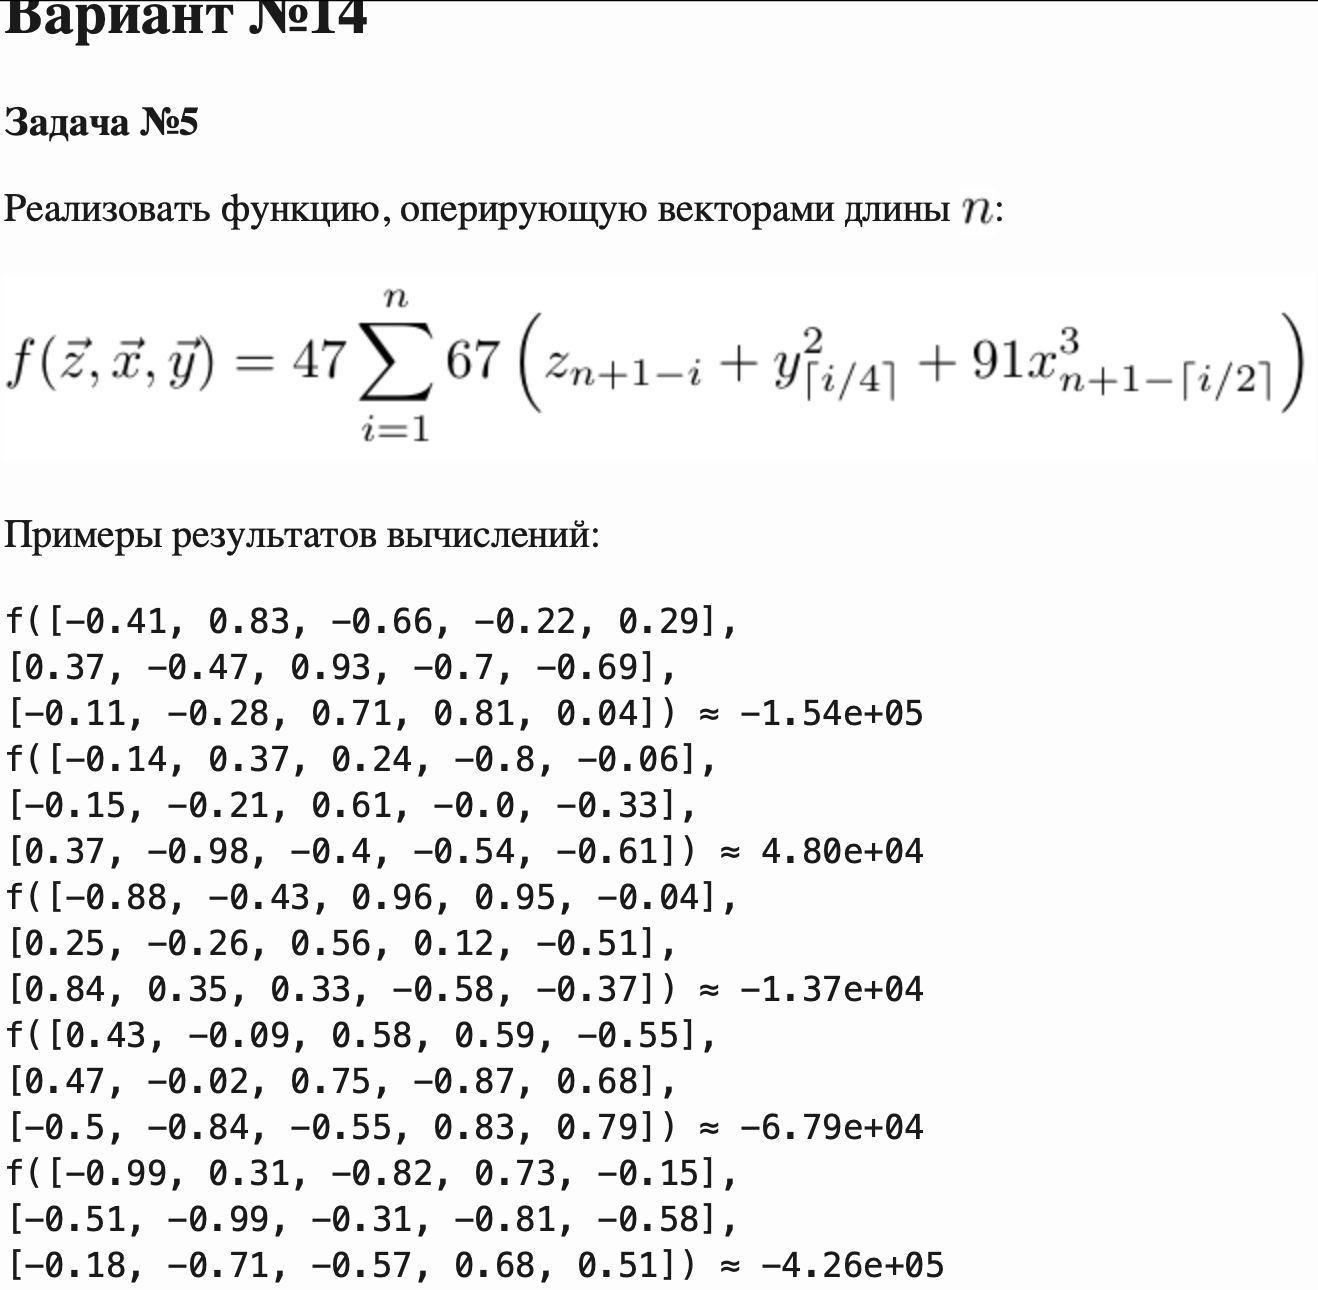 Вариант №14
Задача №5
Реализовать функцию, оперирующую векторами длины n:
f(\vec{z}, \vec{x}, \vec{y}) = 47 \sum_{i=1}^{n} 67 \left( z_{n+1-i} + y^2_{\lceil i/4 \rceil} + 91x^3_{n+1-\lceil i/2 \rceil} \right)
Примеры результатов вычислений:
f([-0.41, 0.83, -0.66, -0.22, 0.29],
[0.37, -0.47, 0.93, -0.7, -0.69],
[-0.11, -0.28, 0.71, 0.81, 0.04]) ≈ -1.54e+05
f([-0.14, 0.37, 0.24, -0.8, -0.06],
[-0.15, -0.21, 0.61, -0.0, -0.33],
[0.37, -0.98, -0.4, -0.54, -0.61]) ≈ 4.80e+04
f([-0.88, -0.43, 0.96, 0.95, -0.04],
[0.25, -0.26, 0.56, 0.12, -0.51],
[0.84, 0.35, 0.33, -0.58, -0.37]) ≈ -1.37e+04
f([0.43, -0.09, 0.58, 0.59, -0.55],
[0.47, -0.02, 0.75, -0.87, 0.68],
[-0.5, -0.84, -0.55, 0.83, 0.79]) ≈ -6.79e+04
f([-0.99, 0.31, -0.82, 0.73, -0.15],
[-0.51, -0.99, -0.31, -0.81, -0.58],
[-0.18, -0.71, -0.57, 0.68, 0.51]) ≈ -4.26e+05